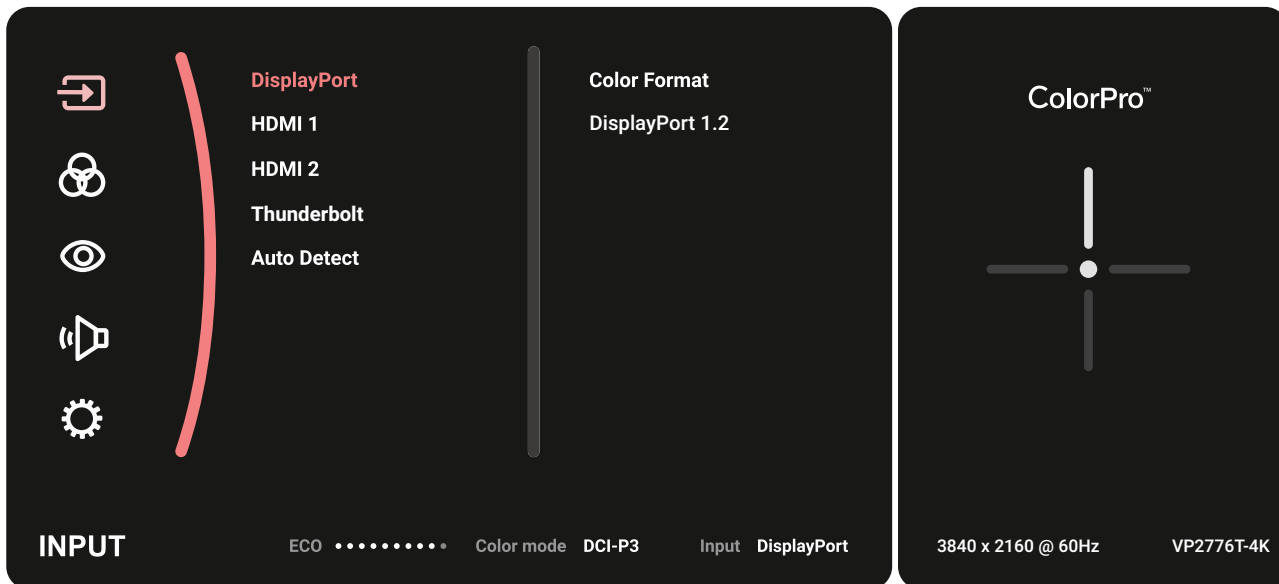 DisplayPort
HDMI 1
HDMI 2
Thunderbolt
Auto Detect
Color Format
DisplayPort 1.2
INPUT
ECO
Color mode DCI-P3
Input DisplayPort
ColorPro™
3840 x 2160 @ 60Hz
VP2776T-4K